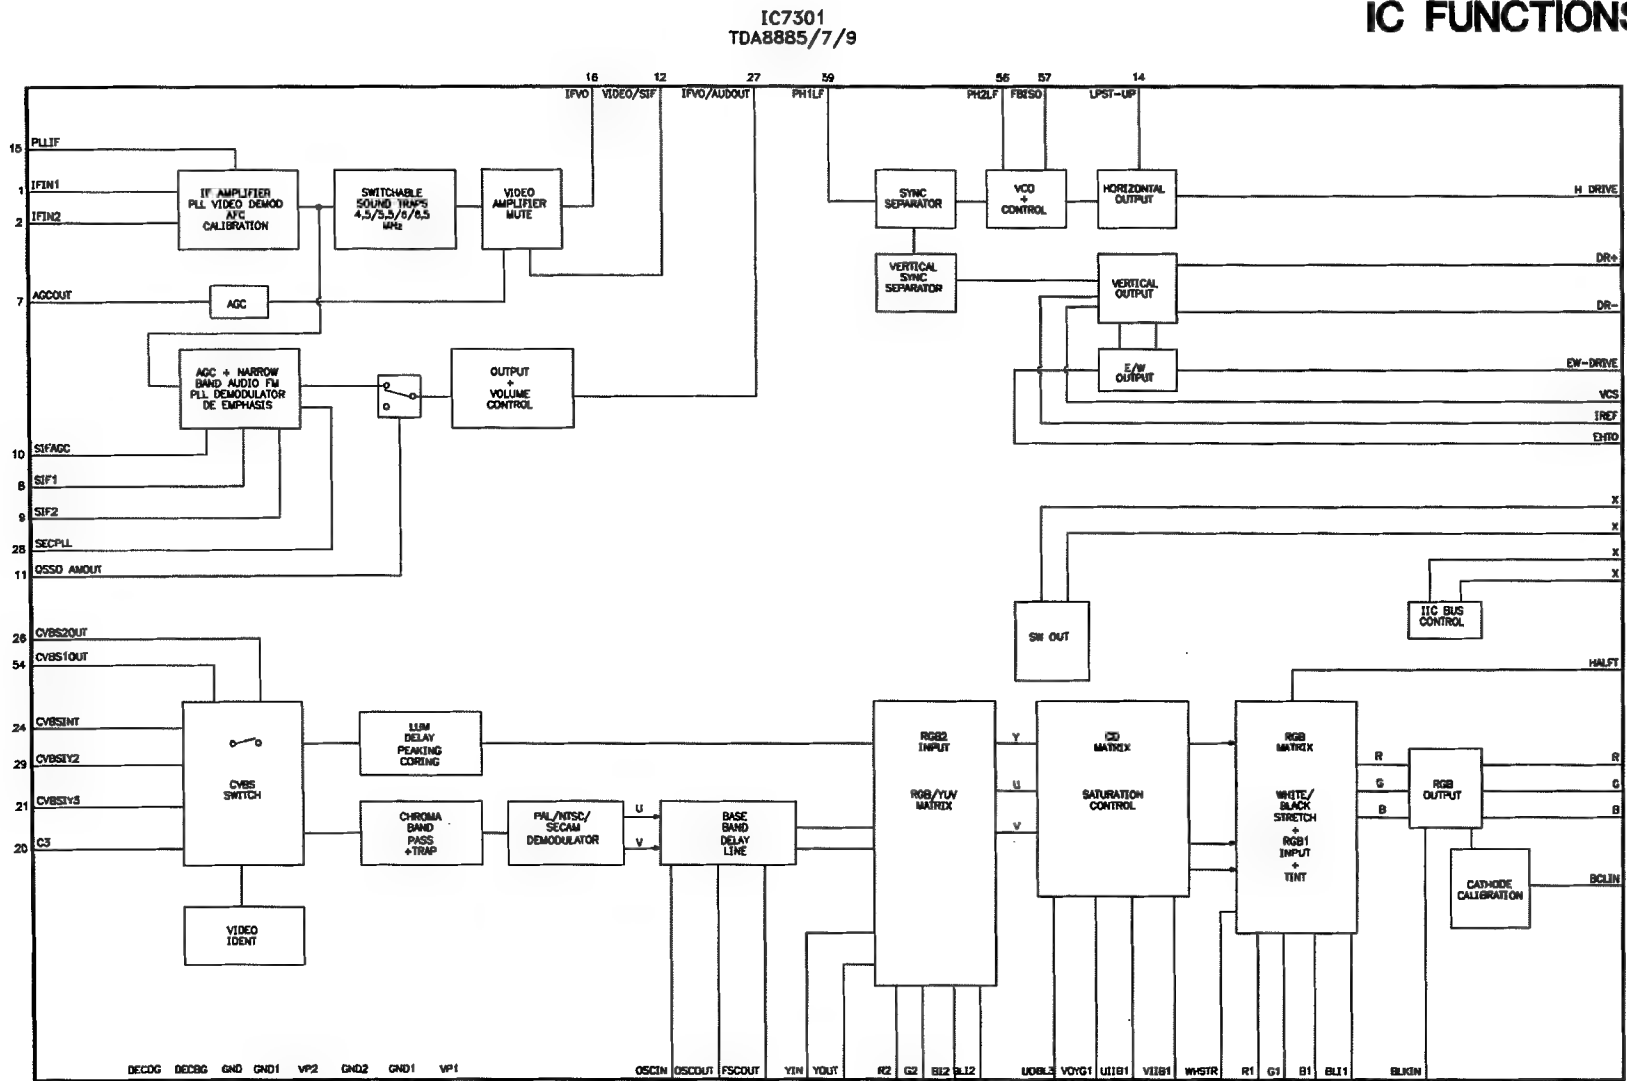 IC FUNCTIONS
IC7301
TDA8885/7/9
16 12 27 59 56 57 14
IFVO VIDEO/SIF IFVO/AUDOUT PH1LF PH2LF FBISO LPST-UP
15 PLLIF
1 IFIN1
2 IFIN2
IF AMPLIFIER
PLL VIDEO DEMOD
AFC
CALIBRATION
SWITCHABLE
SOUND TRAPS
4,5/5,5/6/6,5
MHz
VIDEO
AMPLIFIER
MUTE
SYNC
SEPARATOR
VCO
+
CONTROL
HORIZONTAL
OUTPUT
H DRIVE
VERTICAL
SYNC
SEPARATOR
VERTICAL
OUTPUT
DR+
DR-
7 AGCOUT
AGC
AGC + NARROW
BAND AUDIO FM
PLL DEMODULATOR
DE EMPHASIS
OUTPUT
+
VOLUME
CONTROL
E/W
OUTPUT
EW-DRIVE
VCS
IREF
EHTO
10 SIFAGC
8 SIF1
9 SIF2
28 SECPLL
11 QSSO AMOUT
X
X
X
X
SW OUT
IIC BUS
CONTROL
26 CVBS2OUT
54 CVBS1OUT
HALFT
24 CVBSINT
29 CVBSIY2
21 CVBSIY3
20 C3
CVBS
SWITCH
LUM
DELAY
PEAKING
CORING
CHROMA
BAND
PASS
+TRAP
PAL/NTSC/
SECAM
DEMODULATOR
U
V
BASE
BAND
DELAY
LINE
RGB2
INPUT
RGB/YUV
MATRIX
Y
U
V
CD
MATRIX
SATURATION
CONTROL
RGB
MATRIX
WHITE/
BLACK
STRETCH
+
RGB1
INPUT
+
TINT
R
G
B
RGB
OUTPUT
R
G
B
CATHODE
CALIBRATION
BCLIN
VIDEO
IDENT
DECDG DECBG GND GND1 VP2 GND2 GND1 VP1 OSCIN OSCOUT FSCOUT YIN YOUT R2 G2 BI2 BLI2 VOYG1 UIIB1 VIIB1 WHSTR R1 G1 B1 BLI1 BLKIN